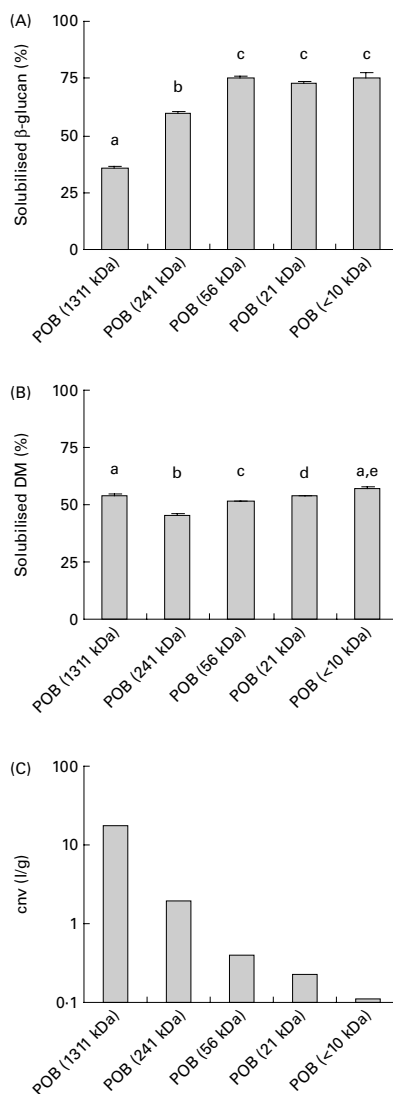 (A)
100
75
50
25
0
Solubilised β-glucan (%)
a
b
c
c
c
POB (1311 kDa)
POB (241 kDa)
POB (56 kDa)
POB (21 kDa)
POB (<10 kDa)
(B)
100
75
50
25
0
Solubilised DM (%)
a
b
c
d
a,e
POB (1311 kDa)
POB (241 kDa)
POB (56 kDa)
POB (21 kDa)
POB (<10 kDa)
(C)
100
10
1
0·1
cnv (l/g)
POB (1311 kDa)
POB (241 kDa)
POB (56 kDa)
POB (21 kDa)
POB (<10 kDa)